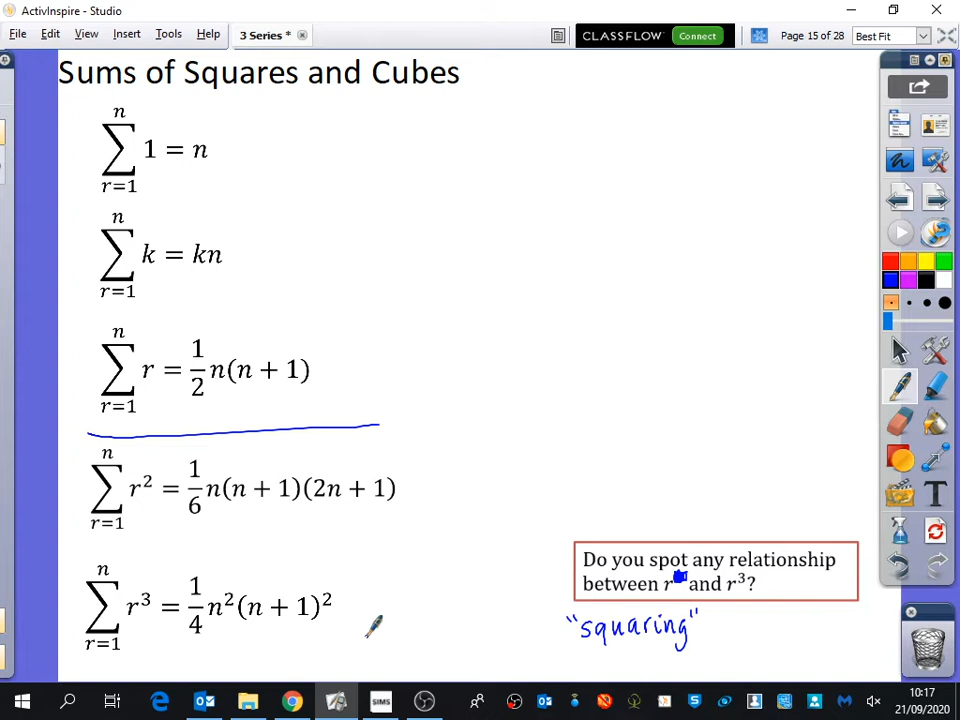 ActivInspire - Studio
File Edit View Insert Tools Help
3 Series *
CLASSFLOW Connect
Page 15 of 28
Best Fit
Sums of Squares and Cubes
n
∑ 1 = n
r=1
n
∑ k = kn
r=1
n
∑ r = 1/2 n(n + 1)
r=1
n
∑ r² = 1/6 n(n + 1)(2n + 1)
r=1
n
∑ r³ = 1/4 n²(n + 1)²
r=1
Do you spot any relationship
between r and r³?
"squaring"
SIMS
10:17
21/09/2020